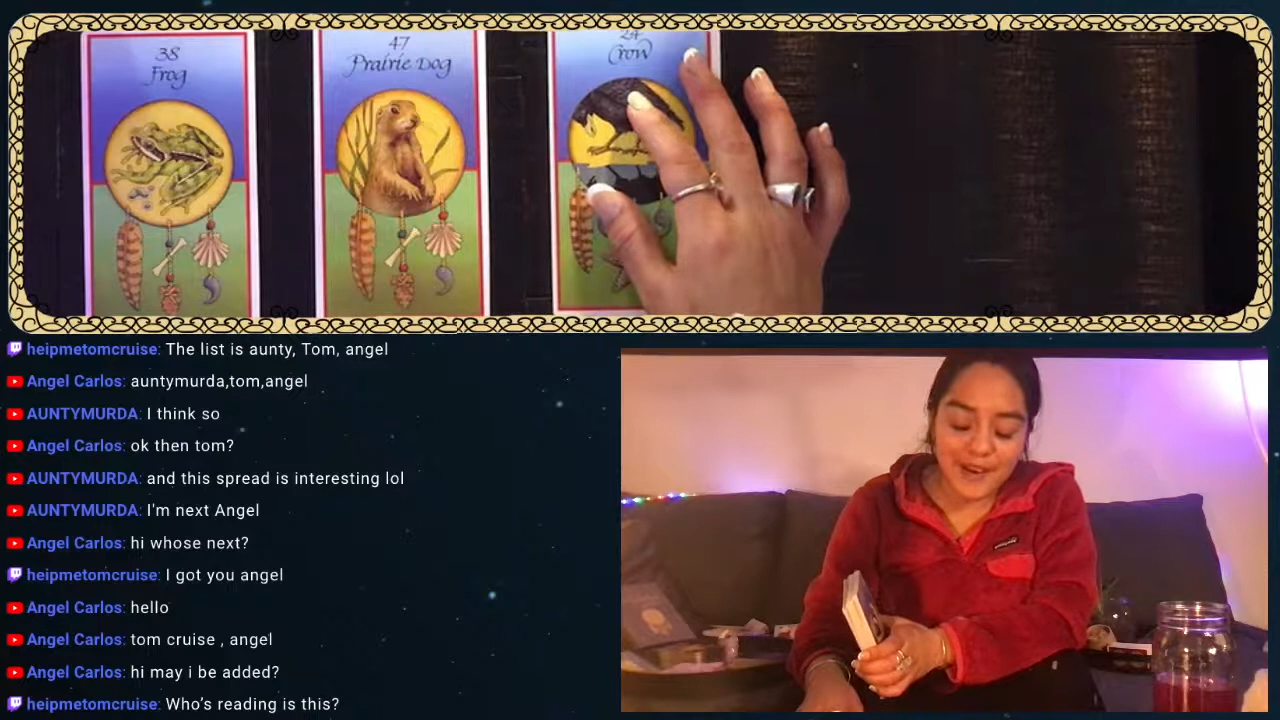 38
Frog
47
Prairie Dog
24
Crow
heipmetomcruise: The list is aunty, Tom, angel
Angel Carlos: auntymurda,tom,angel
AUNTYMURDA: I think so
Angel Carlos: ok then tom?
AUNTYMURDA: and this spread is interesting lol
AUNTYMURDA: I'm next Angel
Angel Carlos: hi whose next?
heipmetomcruise: I got you angel
Angel Carlos: hello
Angel Carlos: tom cruise , angel
Angel Carlos: hi may i be added?
heipmetomcruise: Who's reading is this?